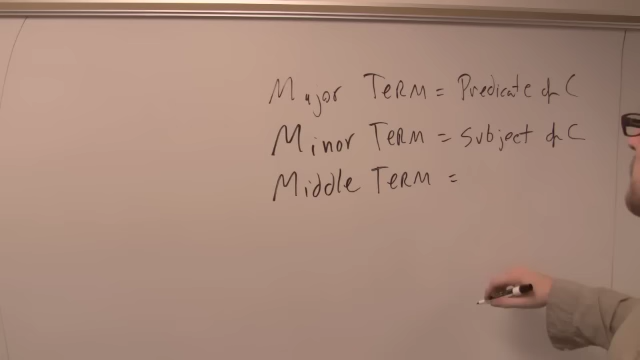 Major Term = Predicate of C
Minor Term = Subject of C
Middle Term =